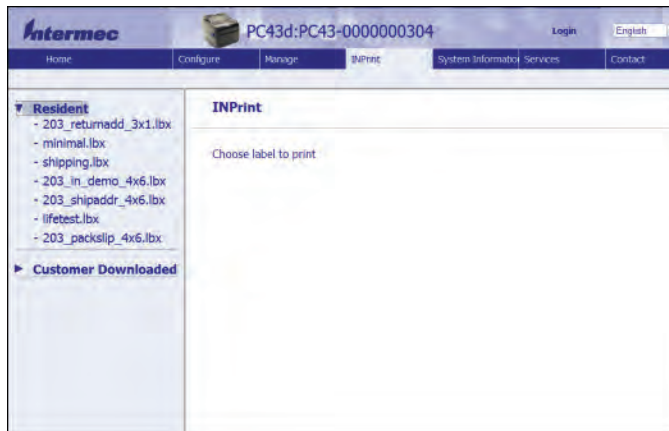 Intermec
PC43d:PC43-0000000304
Login
English
Home
Configure
Manage
INPrint
System Informatio
Services
Contact
Resident
- 203_returnadd_3x1.lbx
- minimal.lbx
- shipping.lbx
- 203_in_demo_4x6.lbx
- 203_shipaddr_4x6.lbx
- lifetest.lbx
- 203_packslip_4x6.lbx
Customer Downloaded
INPrint
Choose label to print